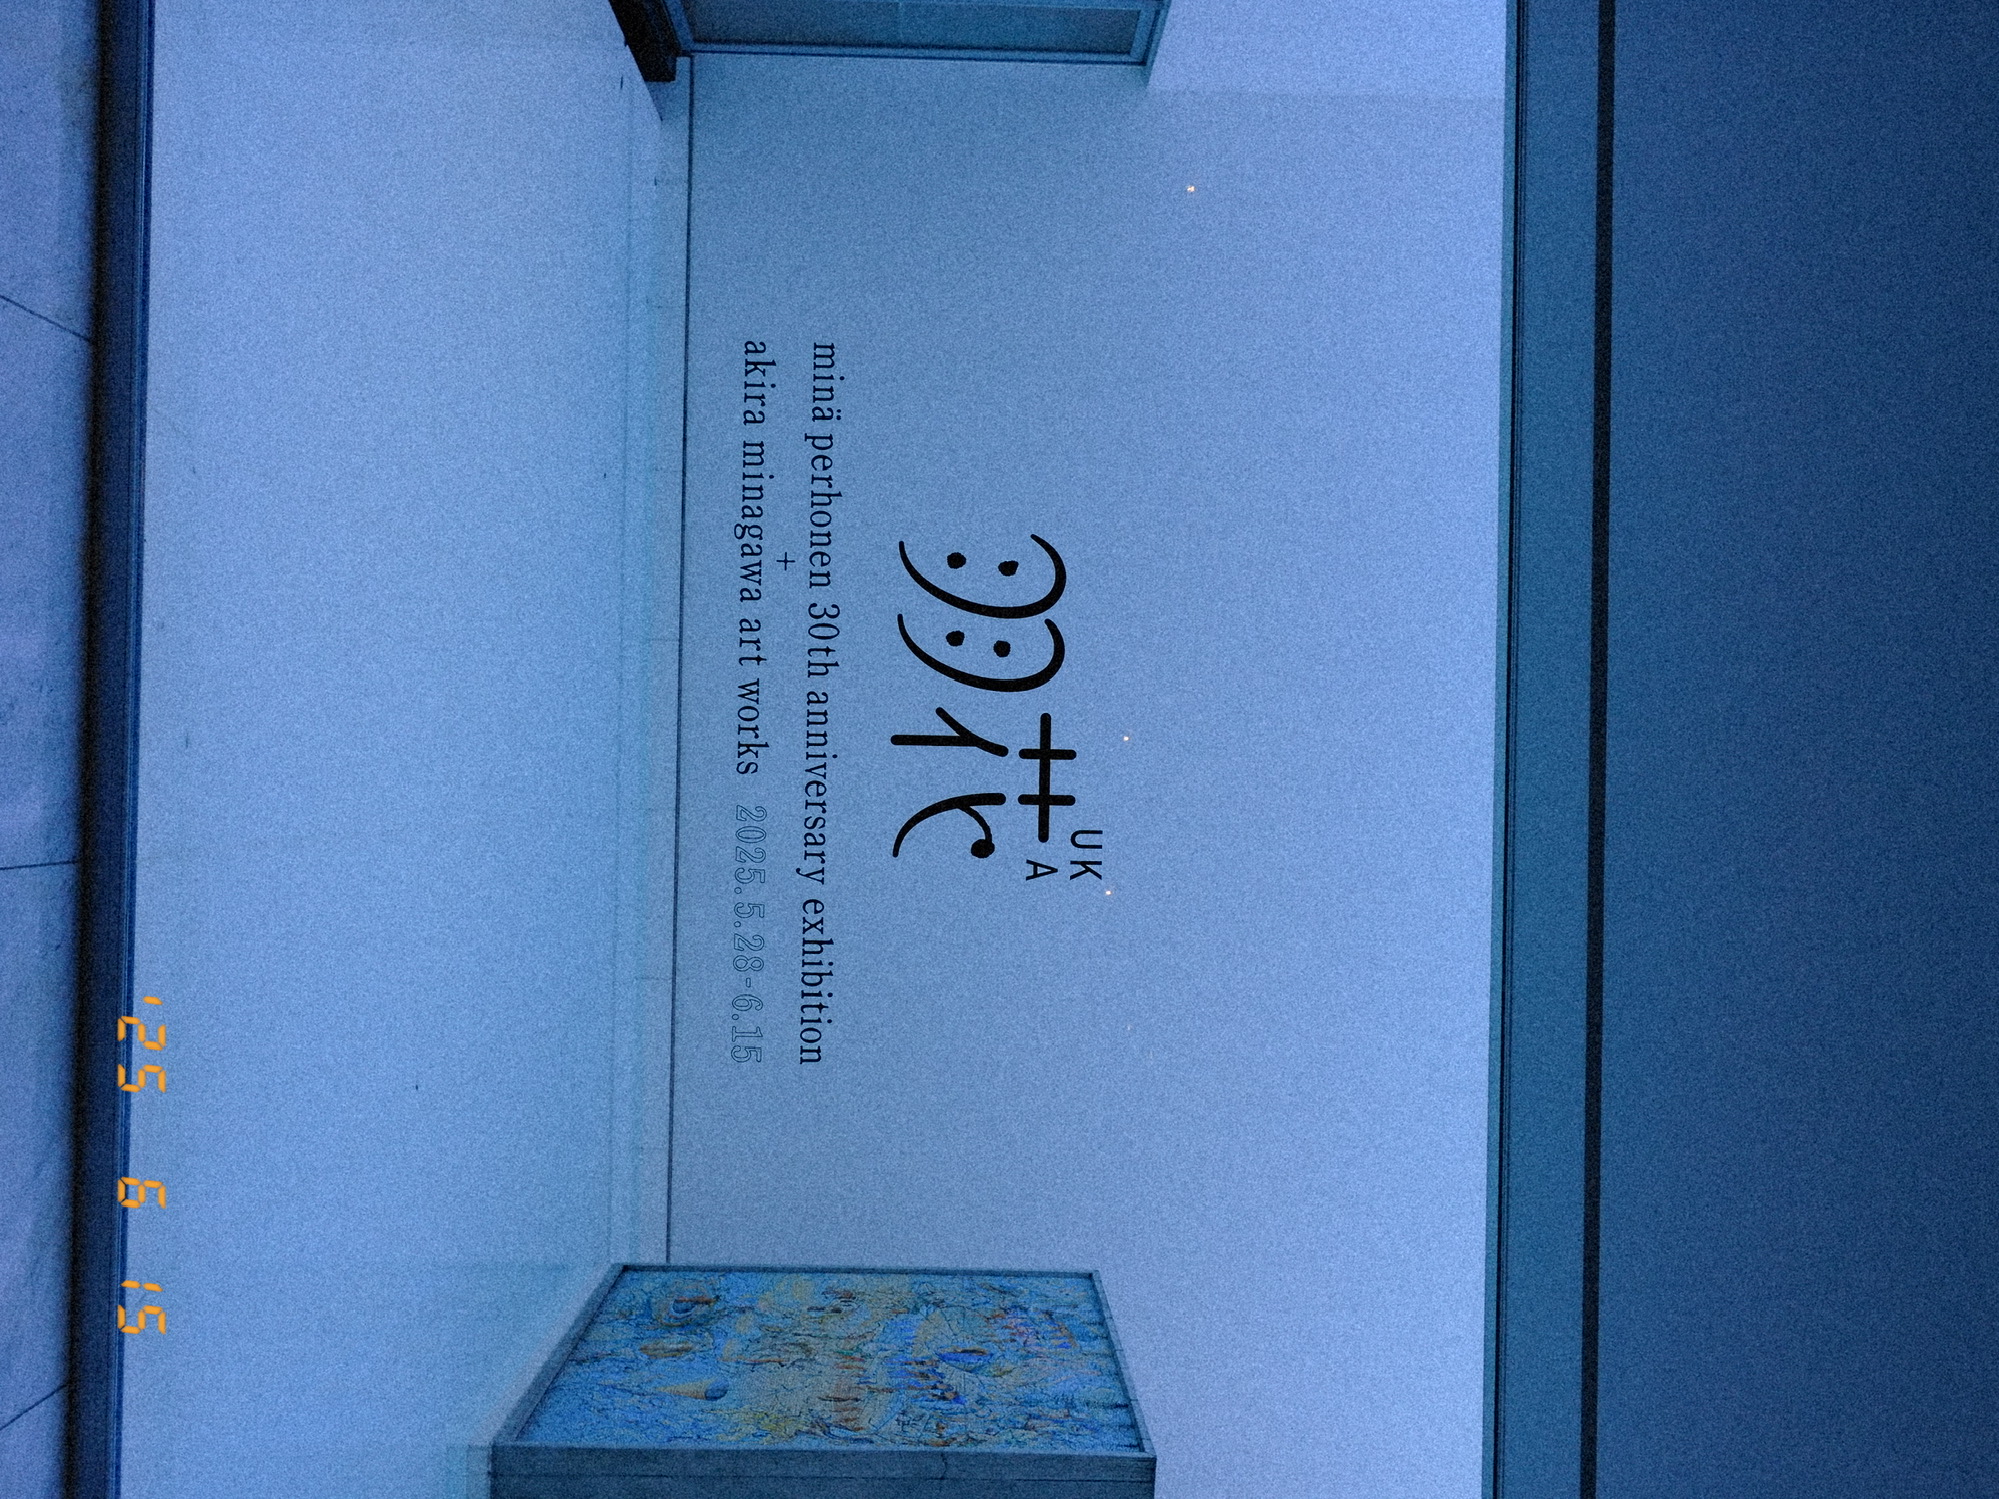 羽花
UK
A
minä perhonen 30th anniversary exhibition
+
akira minagawa art works 2025.5.28-6.15
'25 6 15